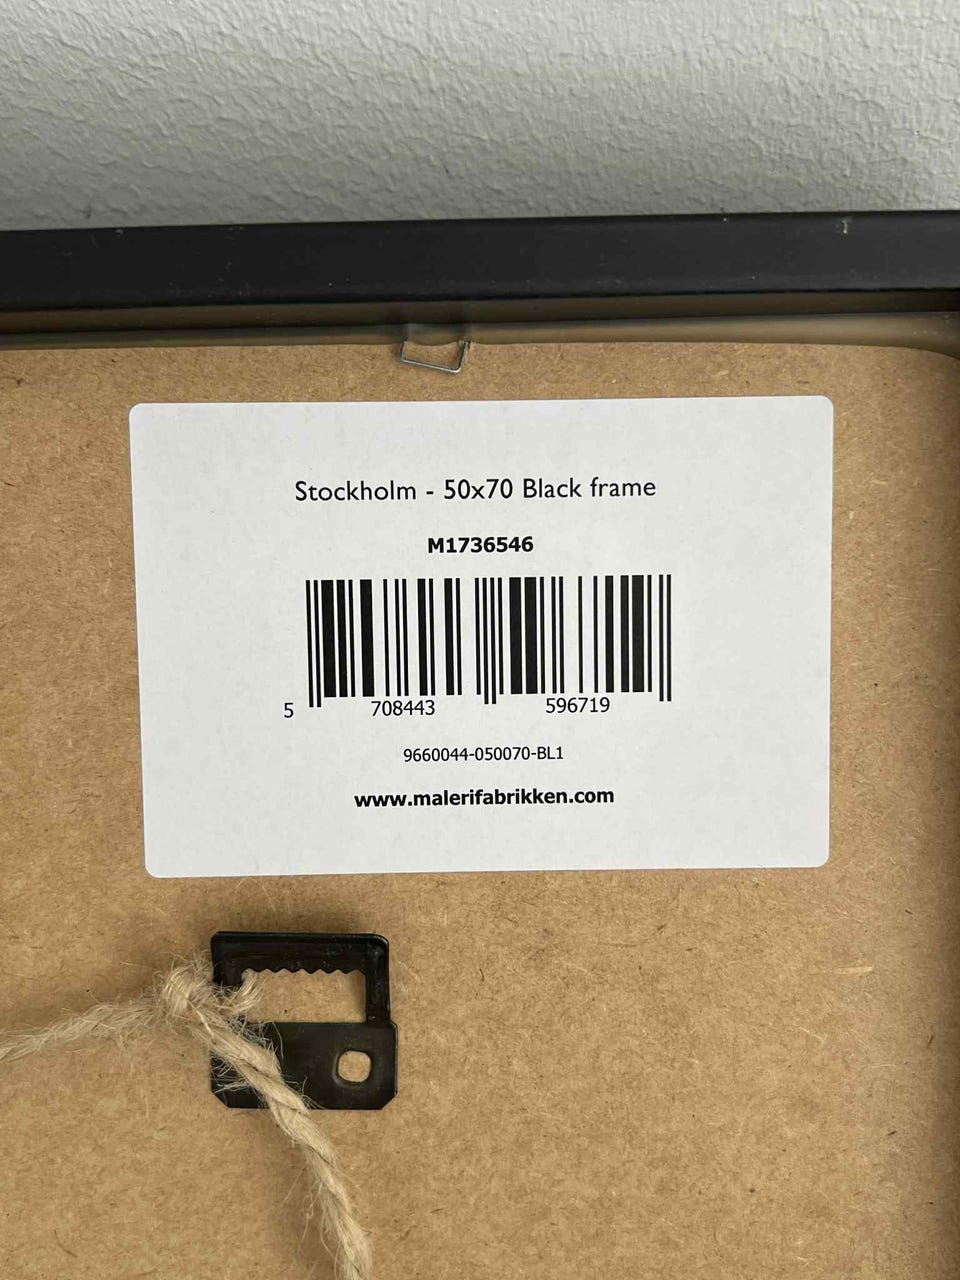 Stockholm - 50x70 Black frame
M1736546
5 708443 596719
9660044-050070-BL1
www.malerifabrikken.com